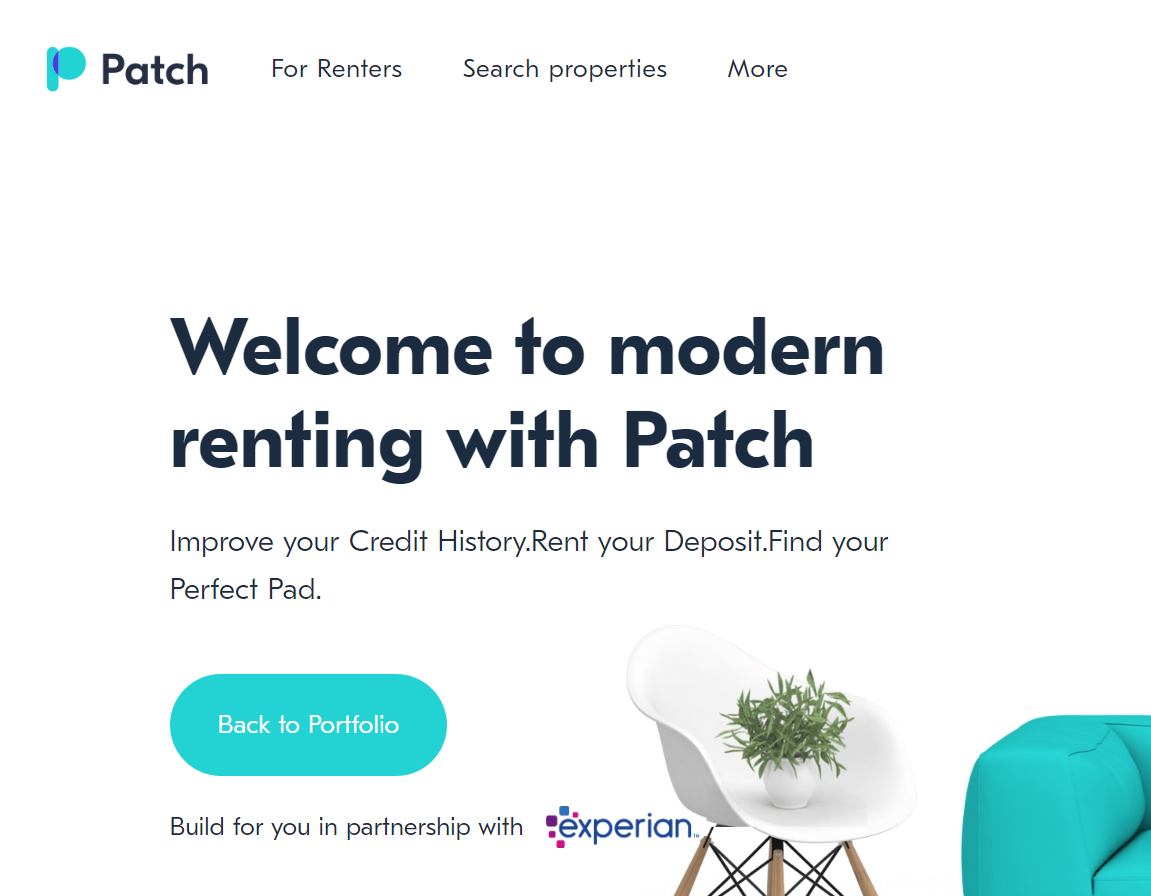 Patch
For Renters
Search properties
More
Welcome to modern
renting with Patch
Improve your Credit History.Rent your Deposit.Find your
Perfect Pad.
Back to Portfolio
Build for you in partnership with
experian™